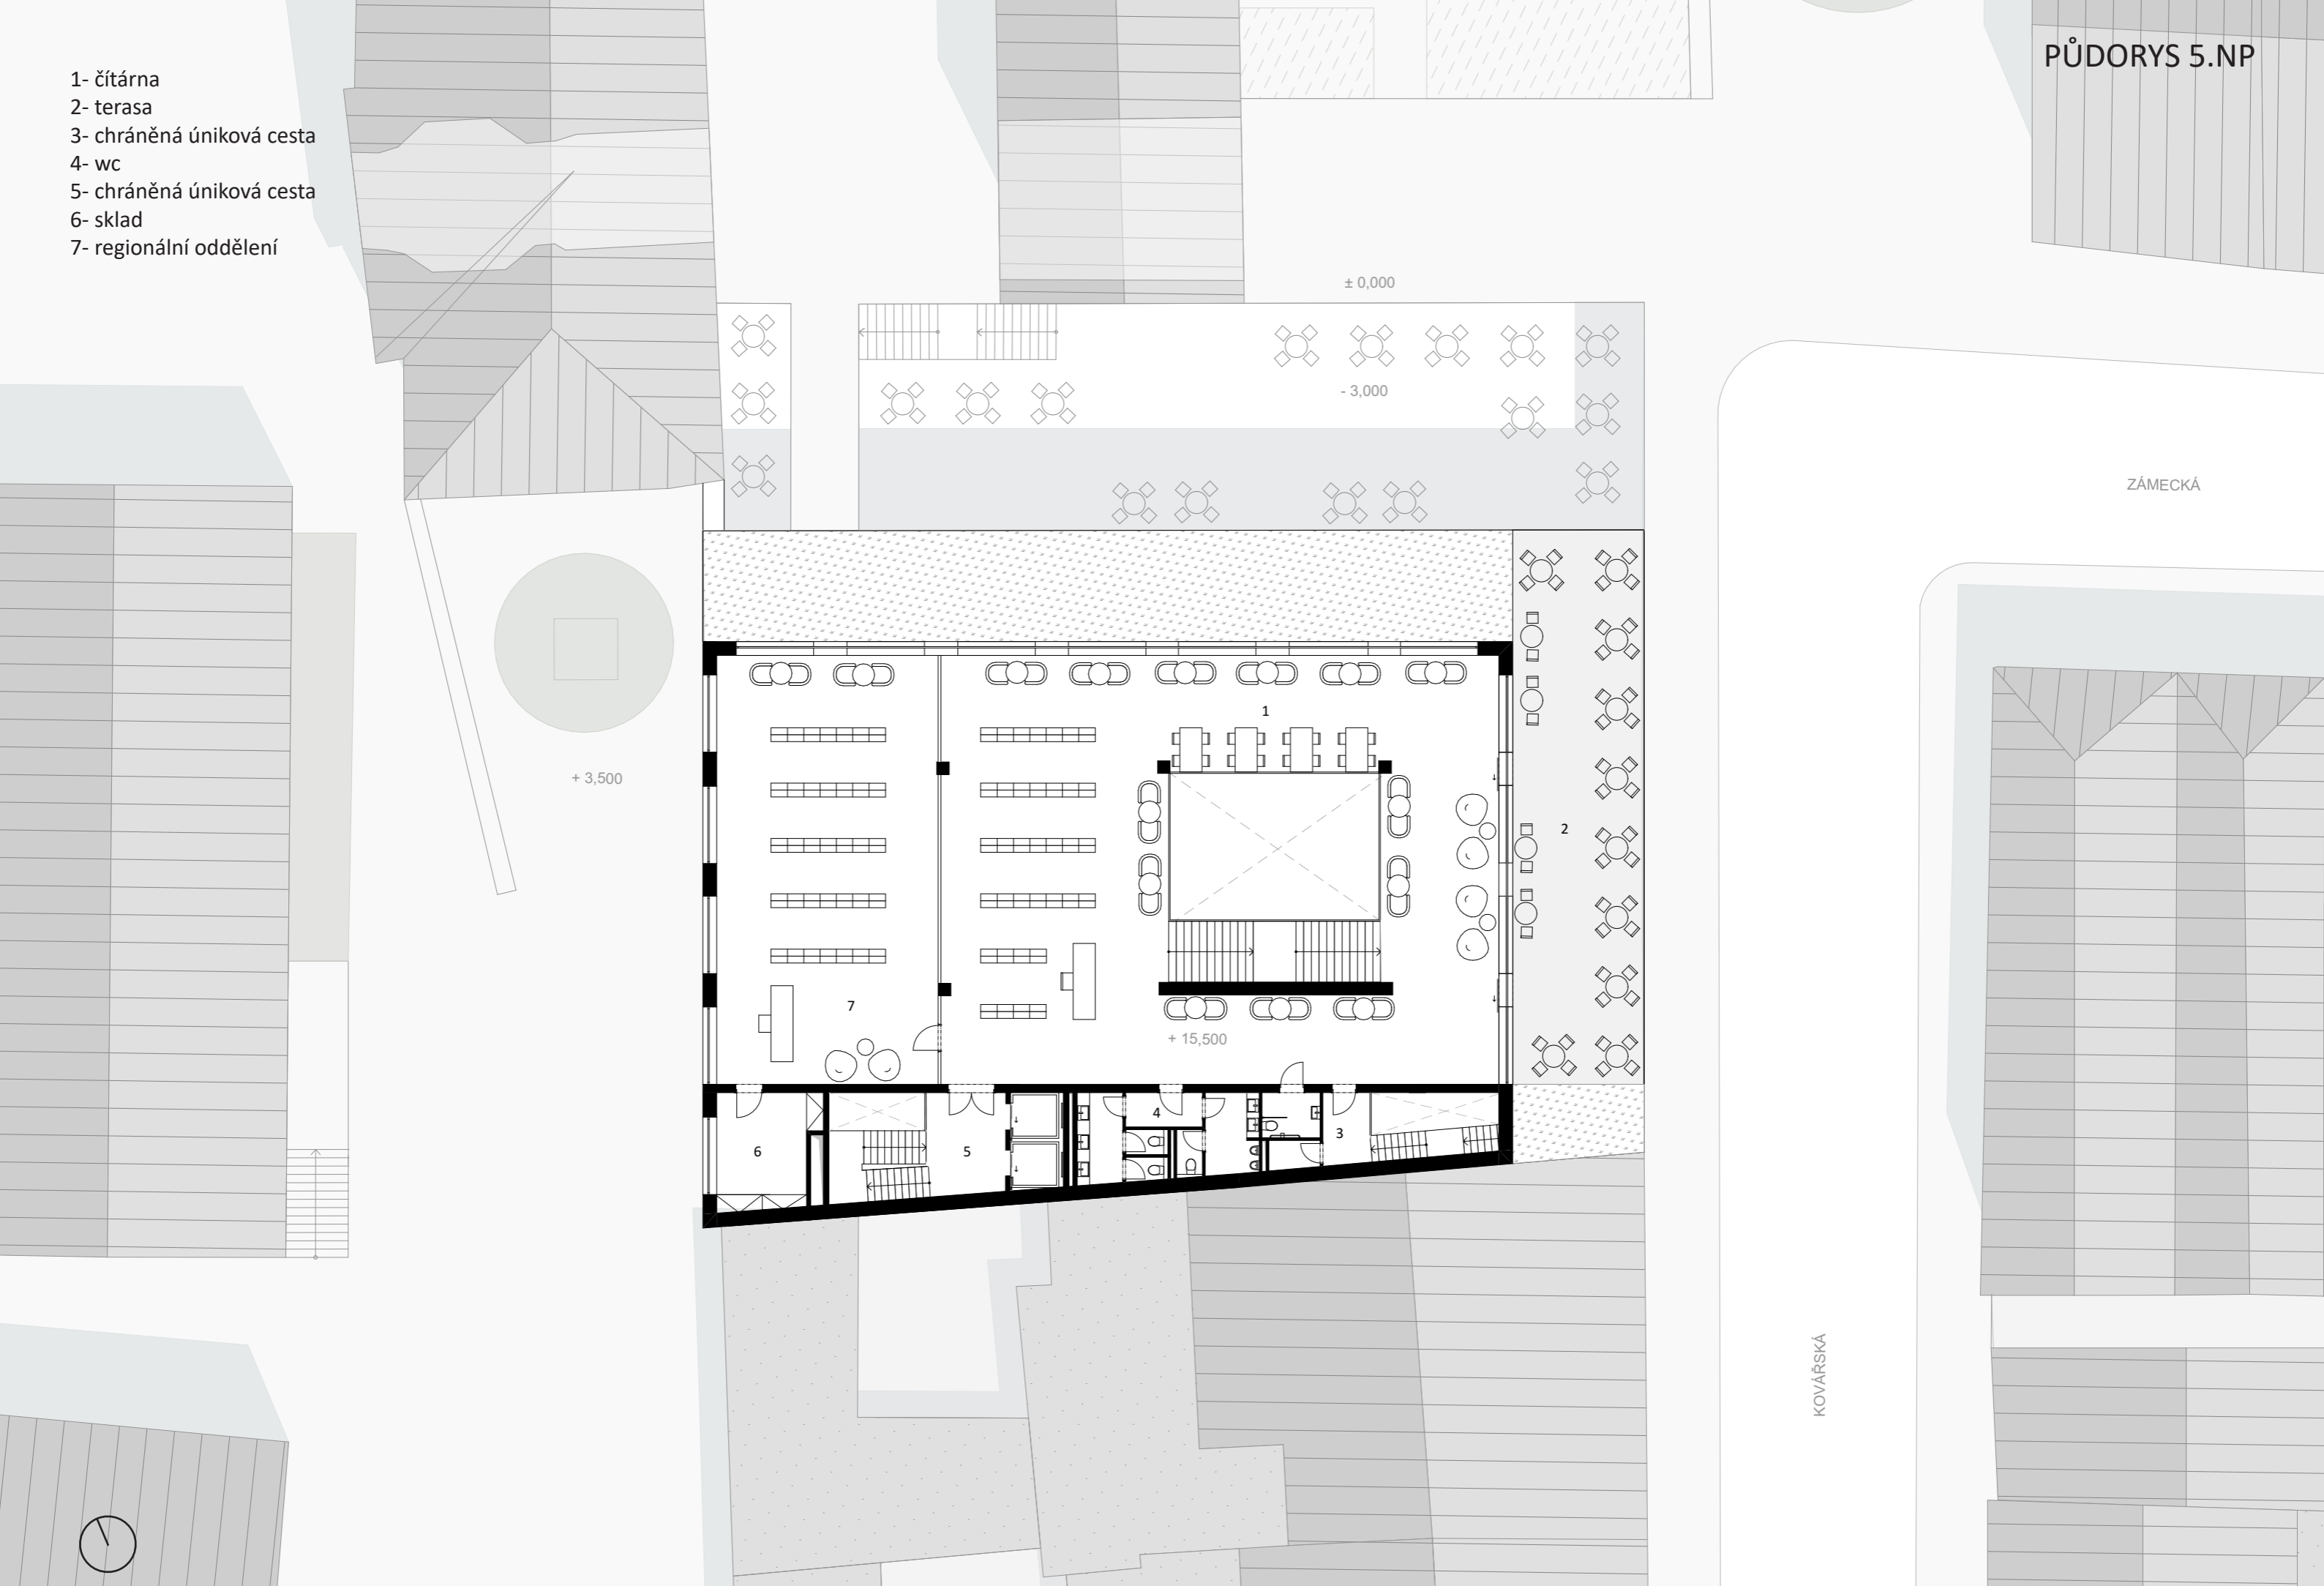 PŮDORYS 5.NP
1- čítárna
2- terasa
3- chráněná úniková cesta
4- wc
5- chráněná úniková cesta
6- sklad
7- regionální oddělení
± 0,000
- 3,000
ZÁMECKÁ
1
+ 3,500
2
7
+ 15,500
4
3
6
5
KOVÁŘSKÁ